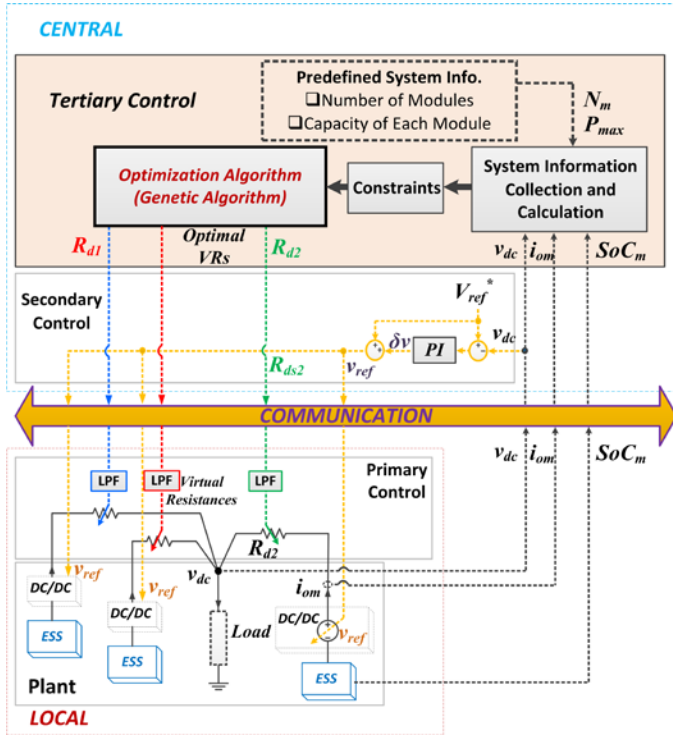 CENTRAL
Predefined System Info.
❑Number of Modules
❑Capacity of Each Module
Tertiary Control
N_m
P_max
Optimization Algorithm
(Genetic Algorithm)
Constraints
System Information
Collection and
Calculation
R_d1
Optimal
VRs
R_d2
v_dc
i_om
SoC_m
Secondary
Control
V_ref*
v_dc
δv
PI
v_ref
R_ds2
COMMUNICATION
v_dc
i_om
SoC_m
Primary
Control
LPF
LPF
LPF
Virtual
Resistances
R_d2
v_dc
i_om
v_ref
v_ref
DC/DC
DC/DC
DC/DC
v_ref
Load
ESS
ESS
ESS
Plant
LOCAL